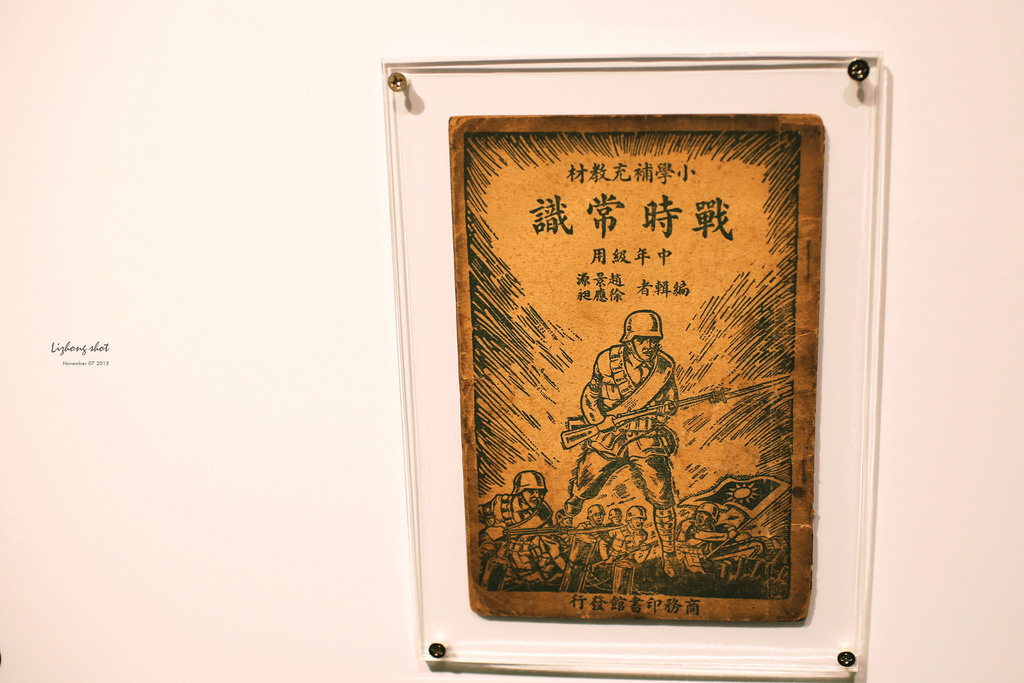 Lizhong shot
November 07 2015
小學補充教材
戰時常識
中年級用
編輯者 趙景源
徐應昶
商務印書館發行